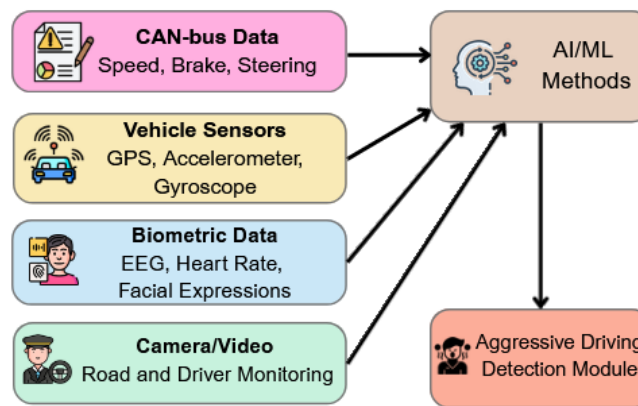 CAN-bus Data
Speed, Brake, Steering
AI/ML
Methods
Vehicle Sensors
GPS, Accelerometer,
Gyroscope
Biometric Data
EEG, Heart Rate,
Facial Expressions
Camera/Video
Road and Driver Monitoring
Aggressive Driving
Detection Module